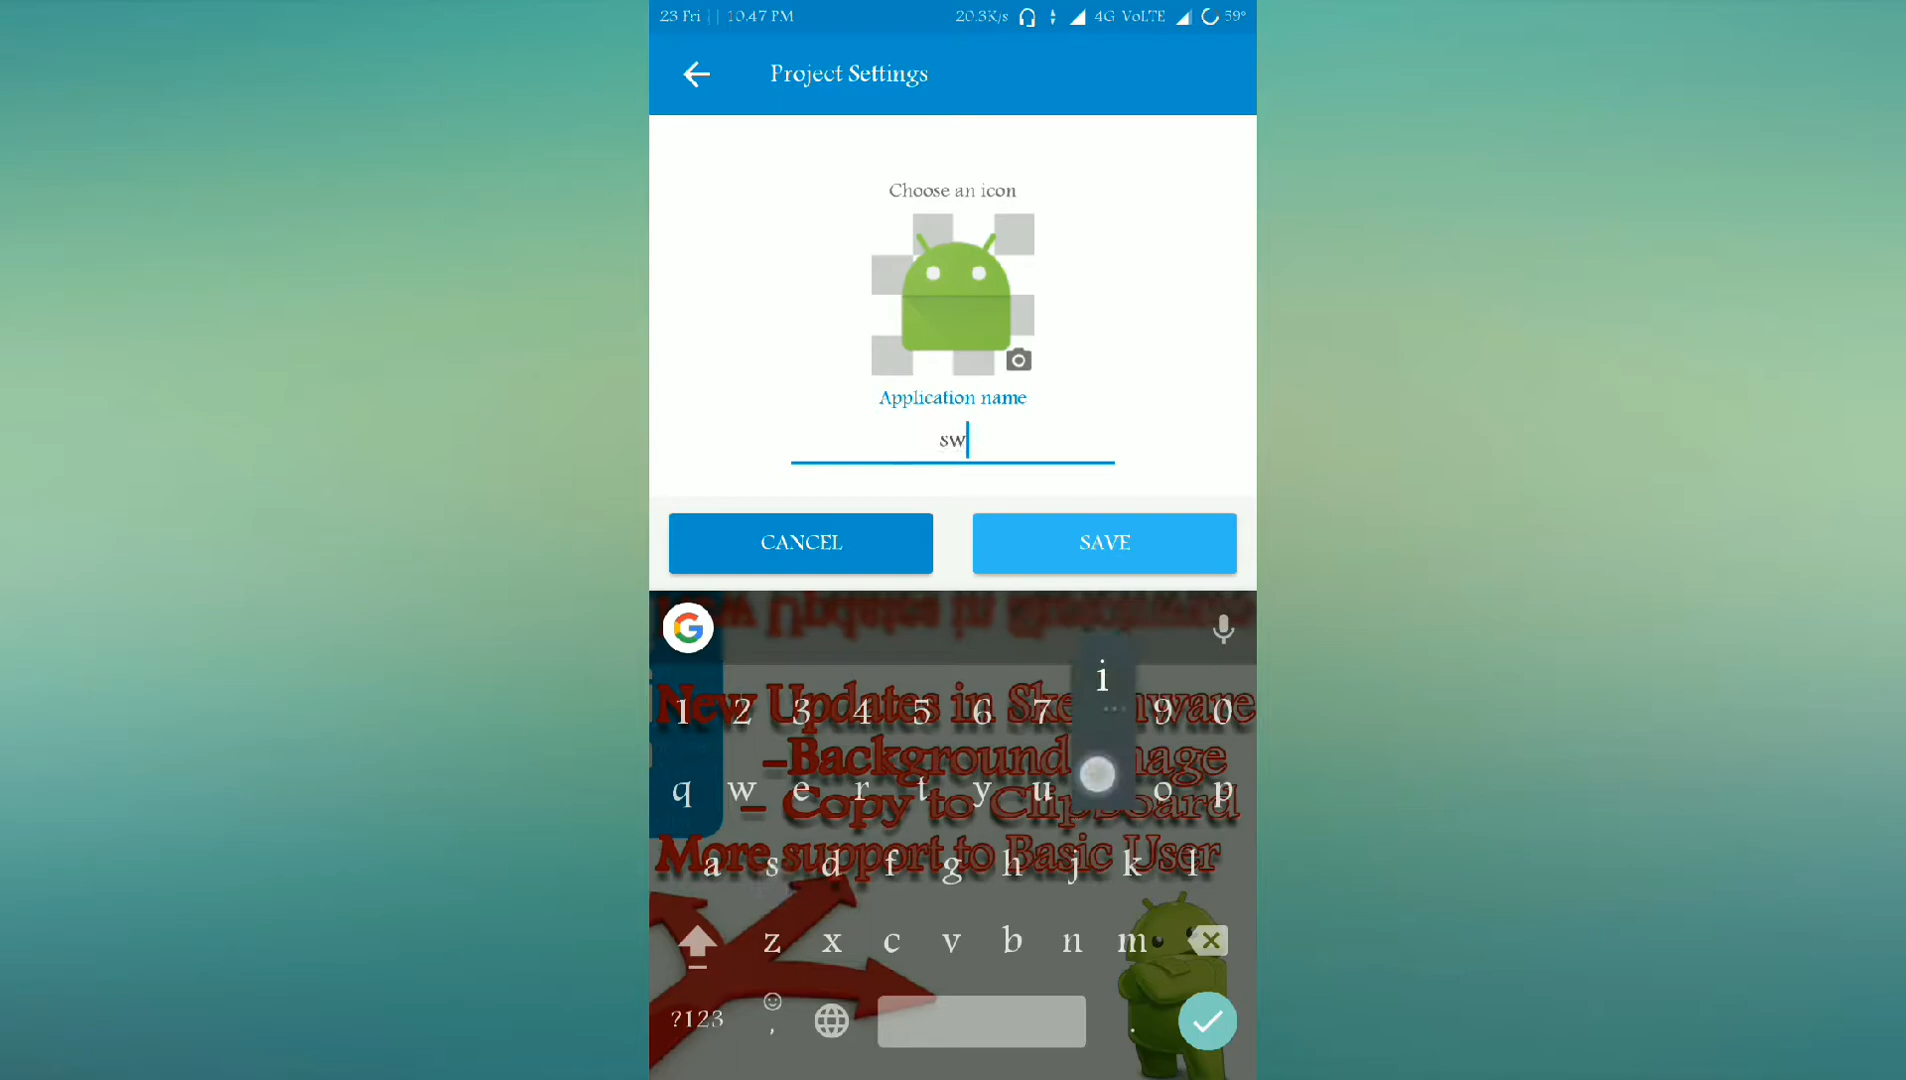 23 Fri || 10.47 PM 20.3K/s 4G VoLTE 59°
Project Settings
Choose an icon
Application name
sw
CANCEL SAVE
G
i
1 2 3 4 5 6 7 9 0
New Updates in
-Background
q w e r t y u o p
- Copy to Clipboard
More support to Basic User
a s d f g h j k l
z x c v b n m
?123 , .